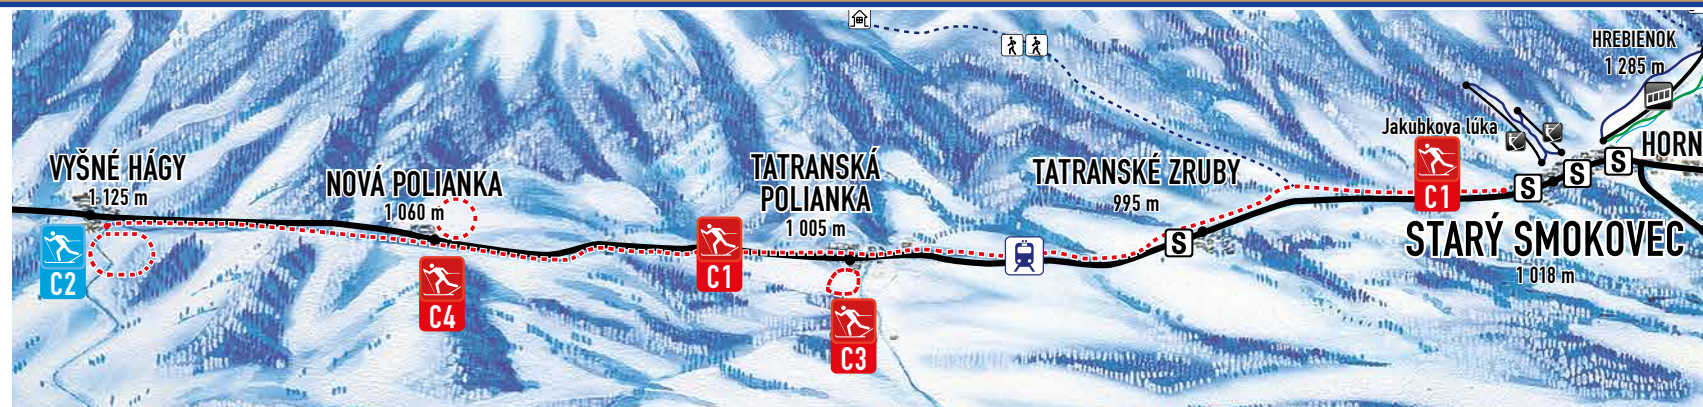 HREBIENOK
1 285 m
Jakubkova lúka
HORN
VYŠNÉ HÁGY
1 125 m
NOVÁ POLIANKA
1 060 m
TATRANSKÁ
POLIANKA
1 005 m
TATRANSKÉ ZRUBY
995 m
C1
S
S
S
STARÝ SMOKOVEC
1 018 m
C2
C4
C1
C3
S